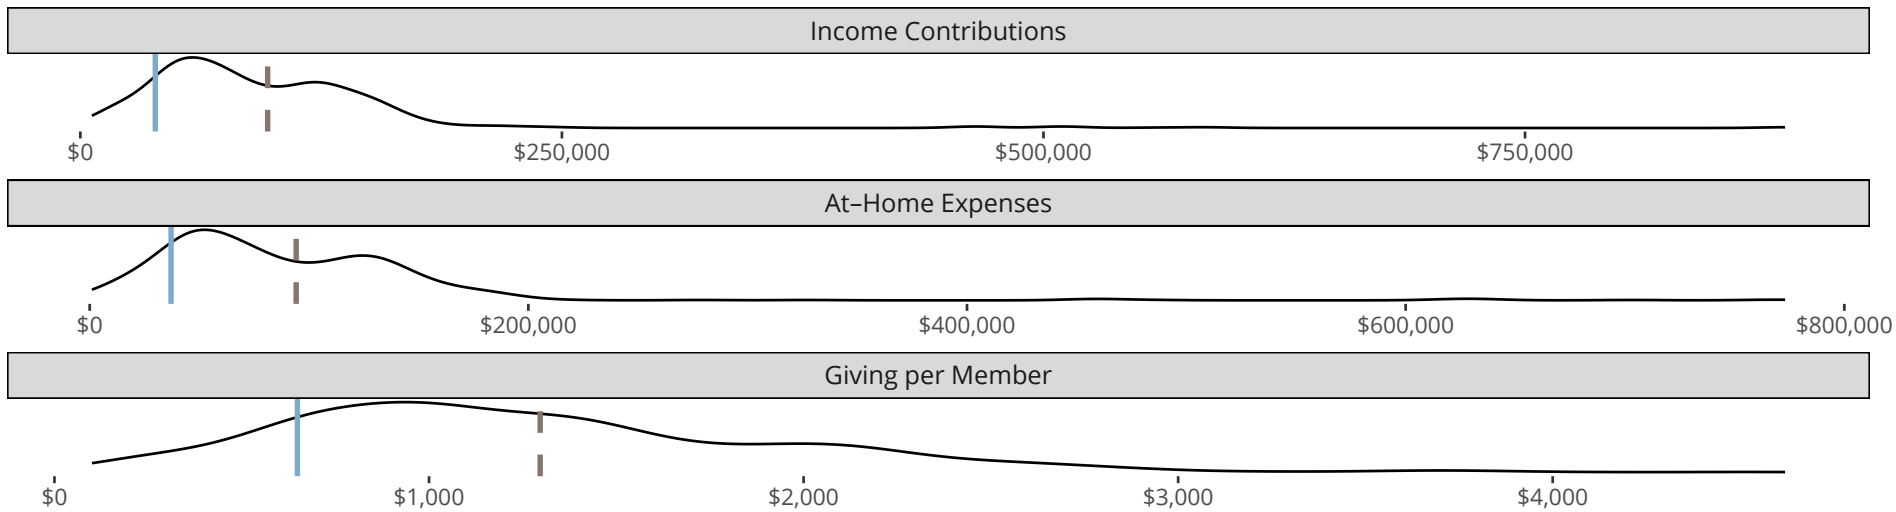 Income Contributions
$0 $250,000 $500,000 $750,000
At–Home Expenses
$0 $200,000 $400,000 $600,000 $800,000
Giving per Member
$0 $1,000 $2,000 $3,000 $4,000